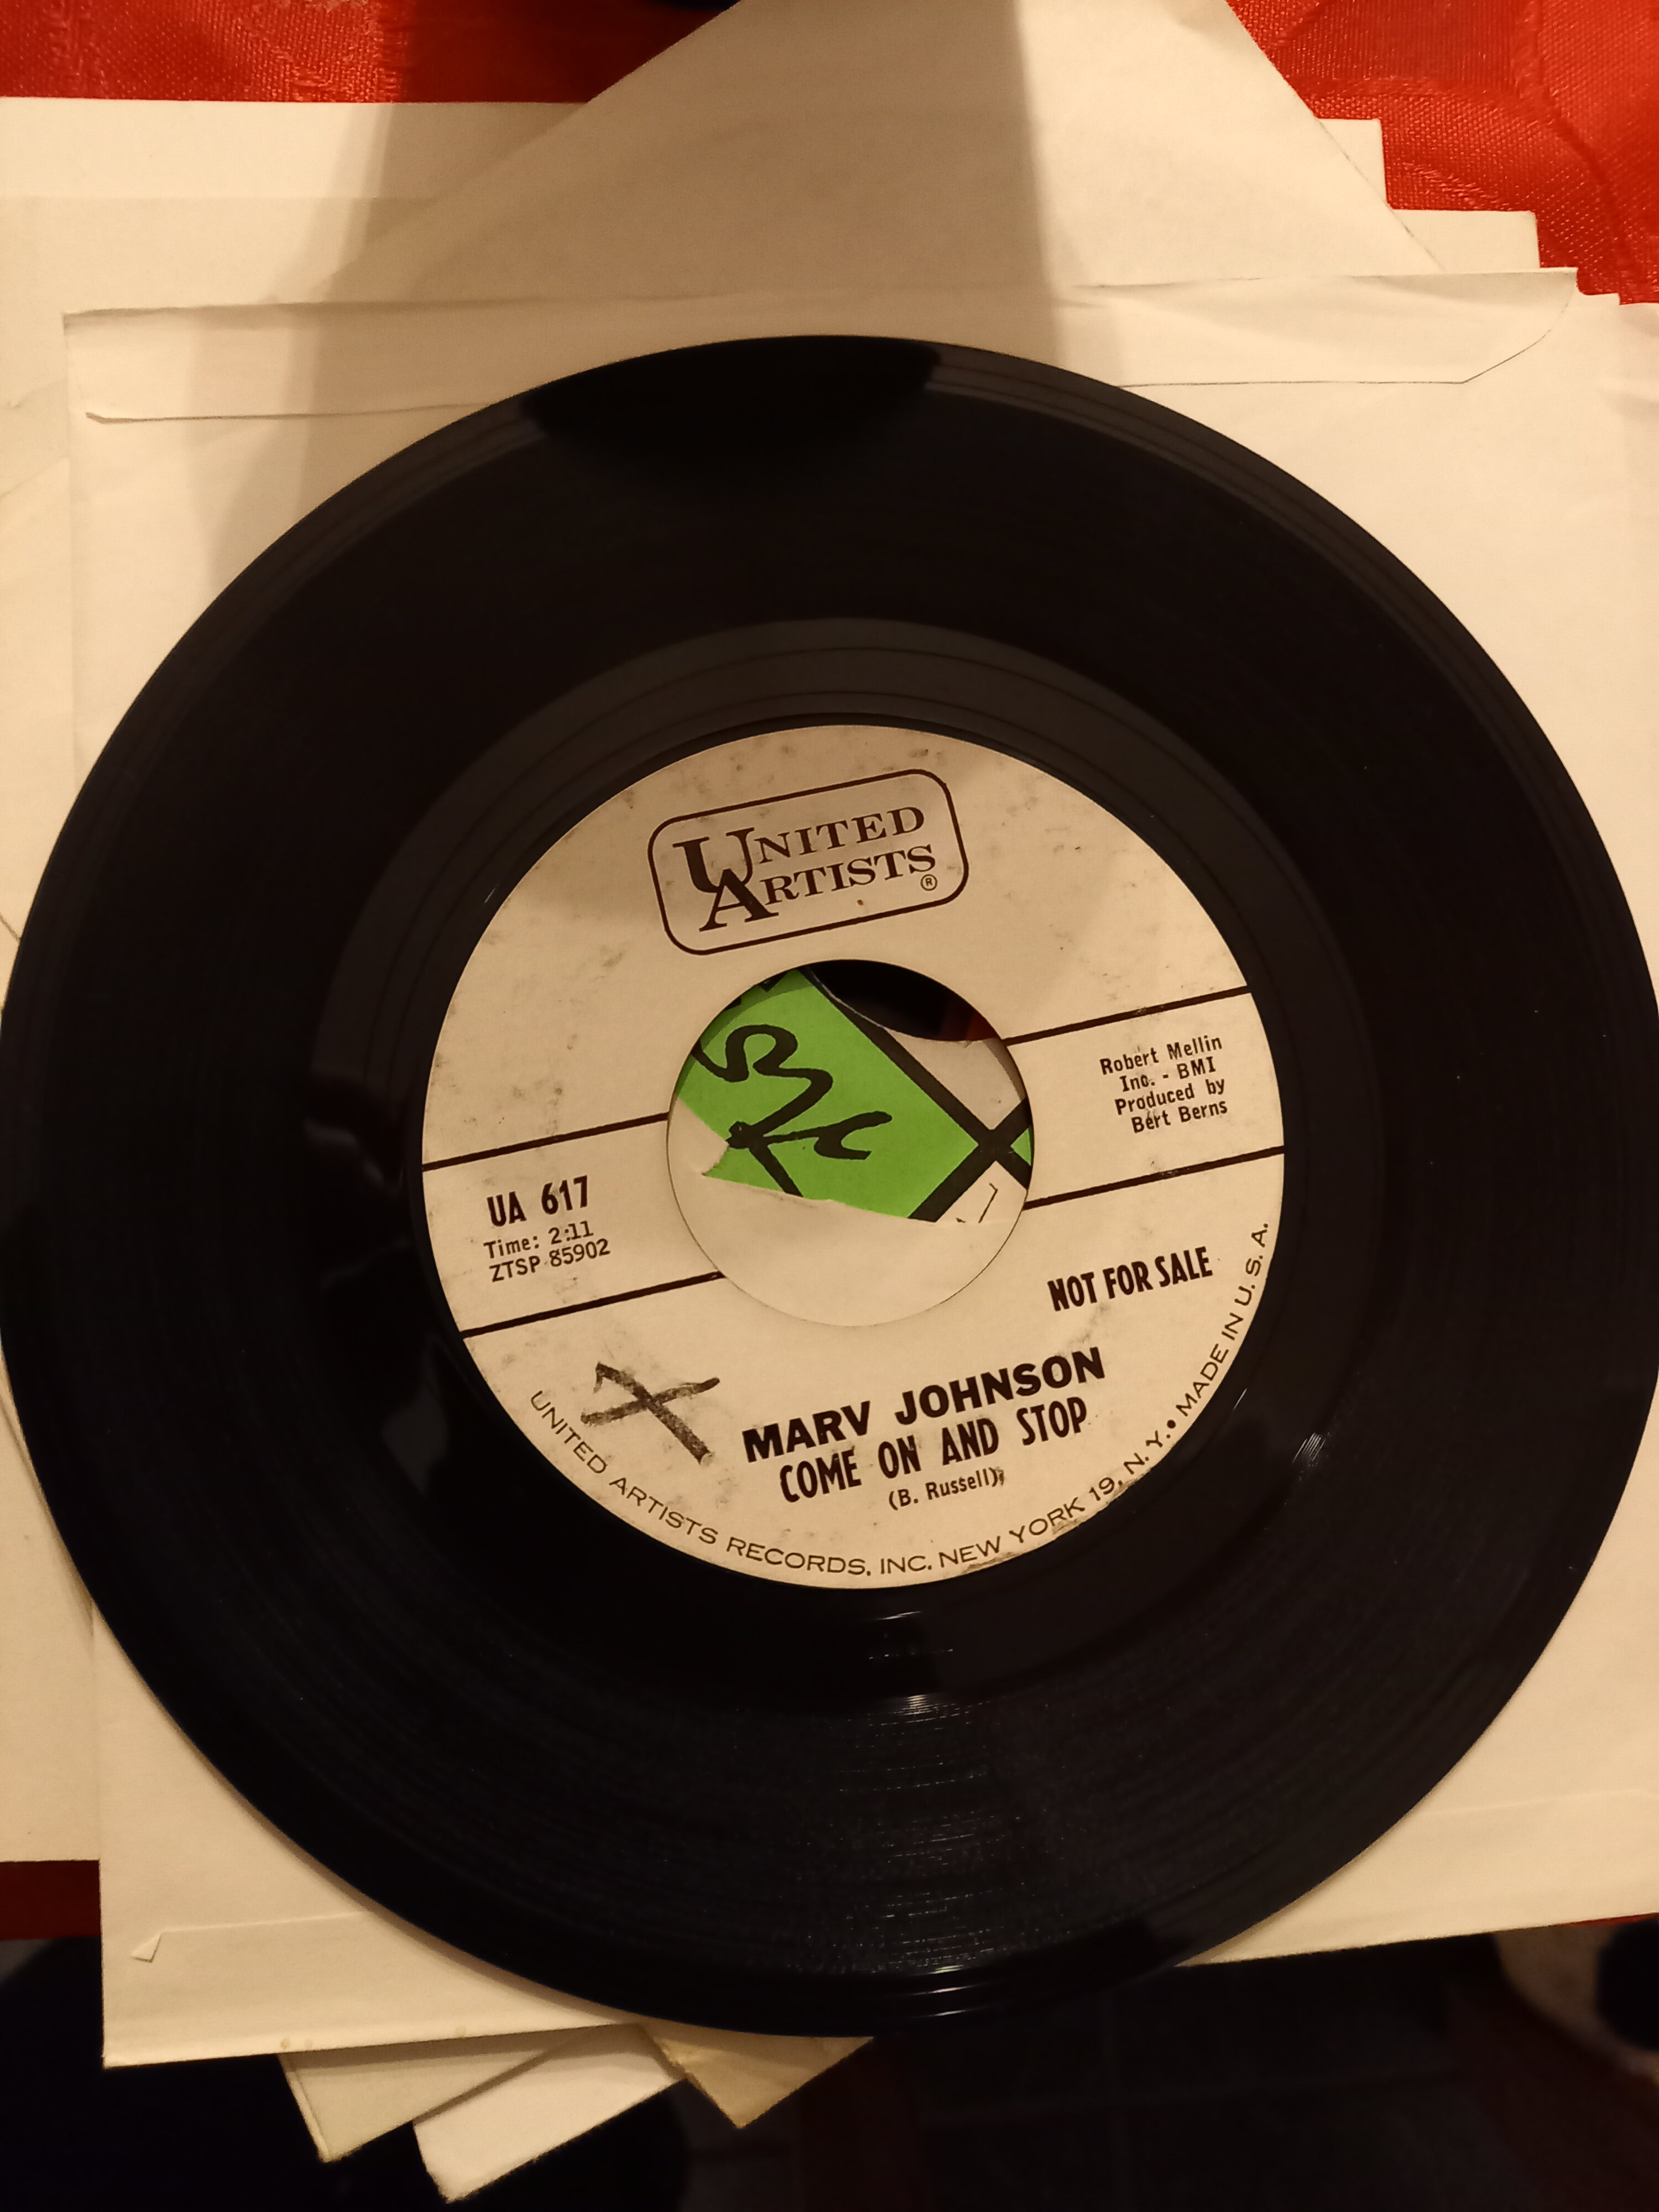 UNITED
ARTISTS
®
Robert Mellin
Inc. - BMI
Produced by
Bert Berns
UA 617
Time: 2:11
ZTSP 85902
NOT FOR SALE
MARV JOHNSON
COME ON AND STOP
(B. Russell)
UNITED ARTISTS RECORDS, INC. NEW YORK 19, N. Y. • MADE IN U. S. A.